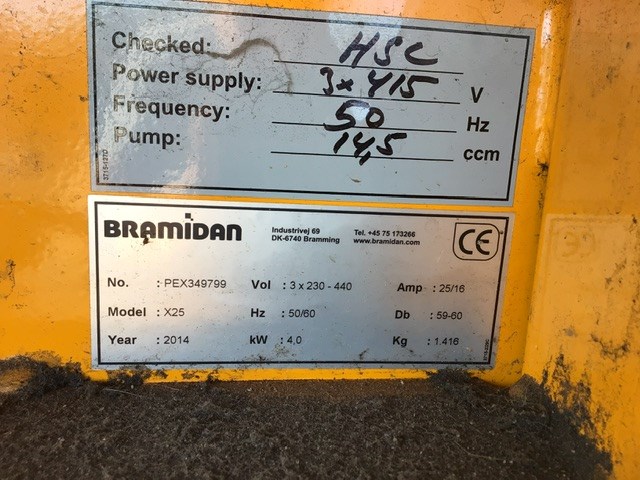 Checked: HSC
Power supply: 3x415 V
Frequency: 50 Hz
Pump: 14,5 ccm
BRAMIDAN
Industrivej 69
DK-6740 Bramming
Tel. +45 75 173266
www.bramidan.com
CE
No. : PEX349799 Vol : 3 x 230 - 440 Amp : 25/16
Model : X25 Hz : 50/60 Db : 59-60
Year : 2014 kW : 4,0 Kg : 1.416